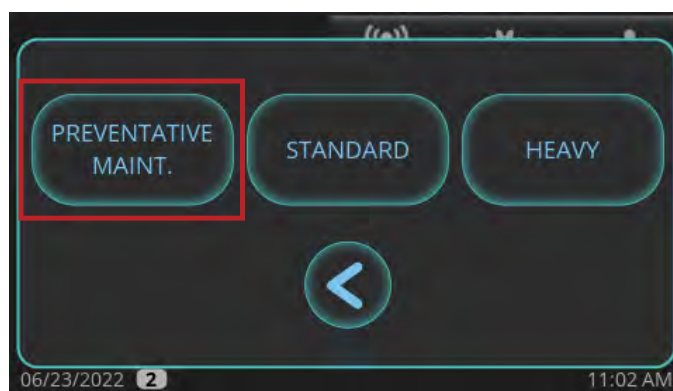 PREVENTATIVE
MAINT.
STANDARD
HEAVY
<
06/23/2022 2
11:02 AM